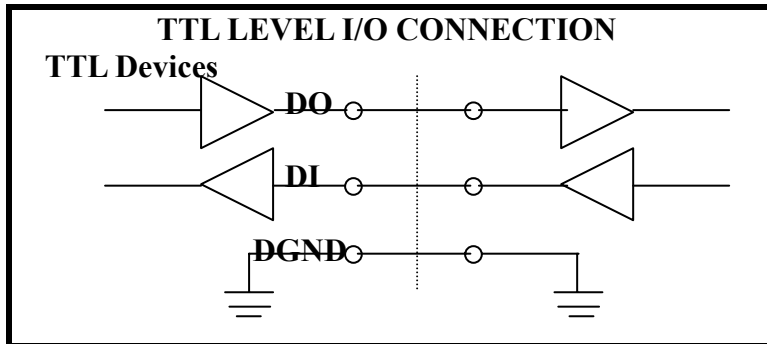 TTL LEVEL I/O CONNECTION
TTL Devices
DO
DI
DGND